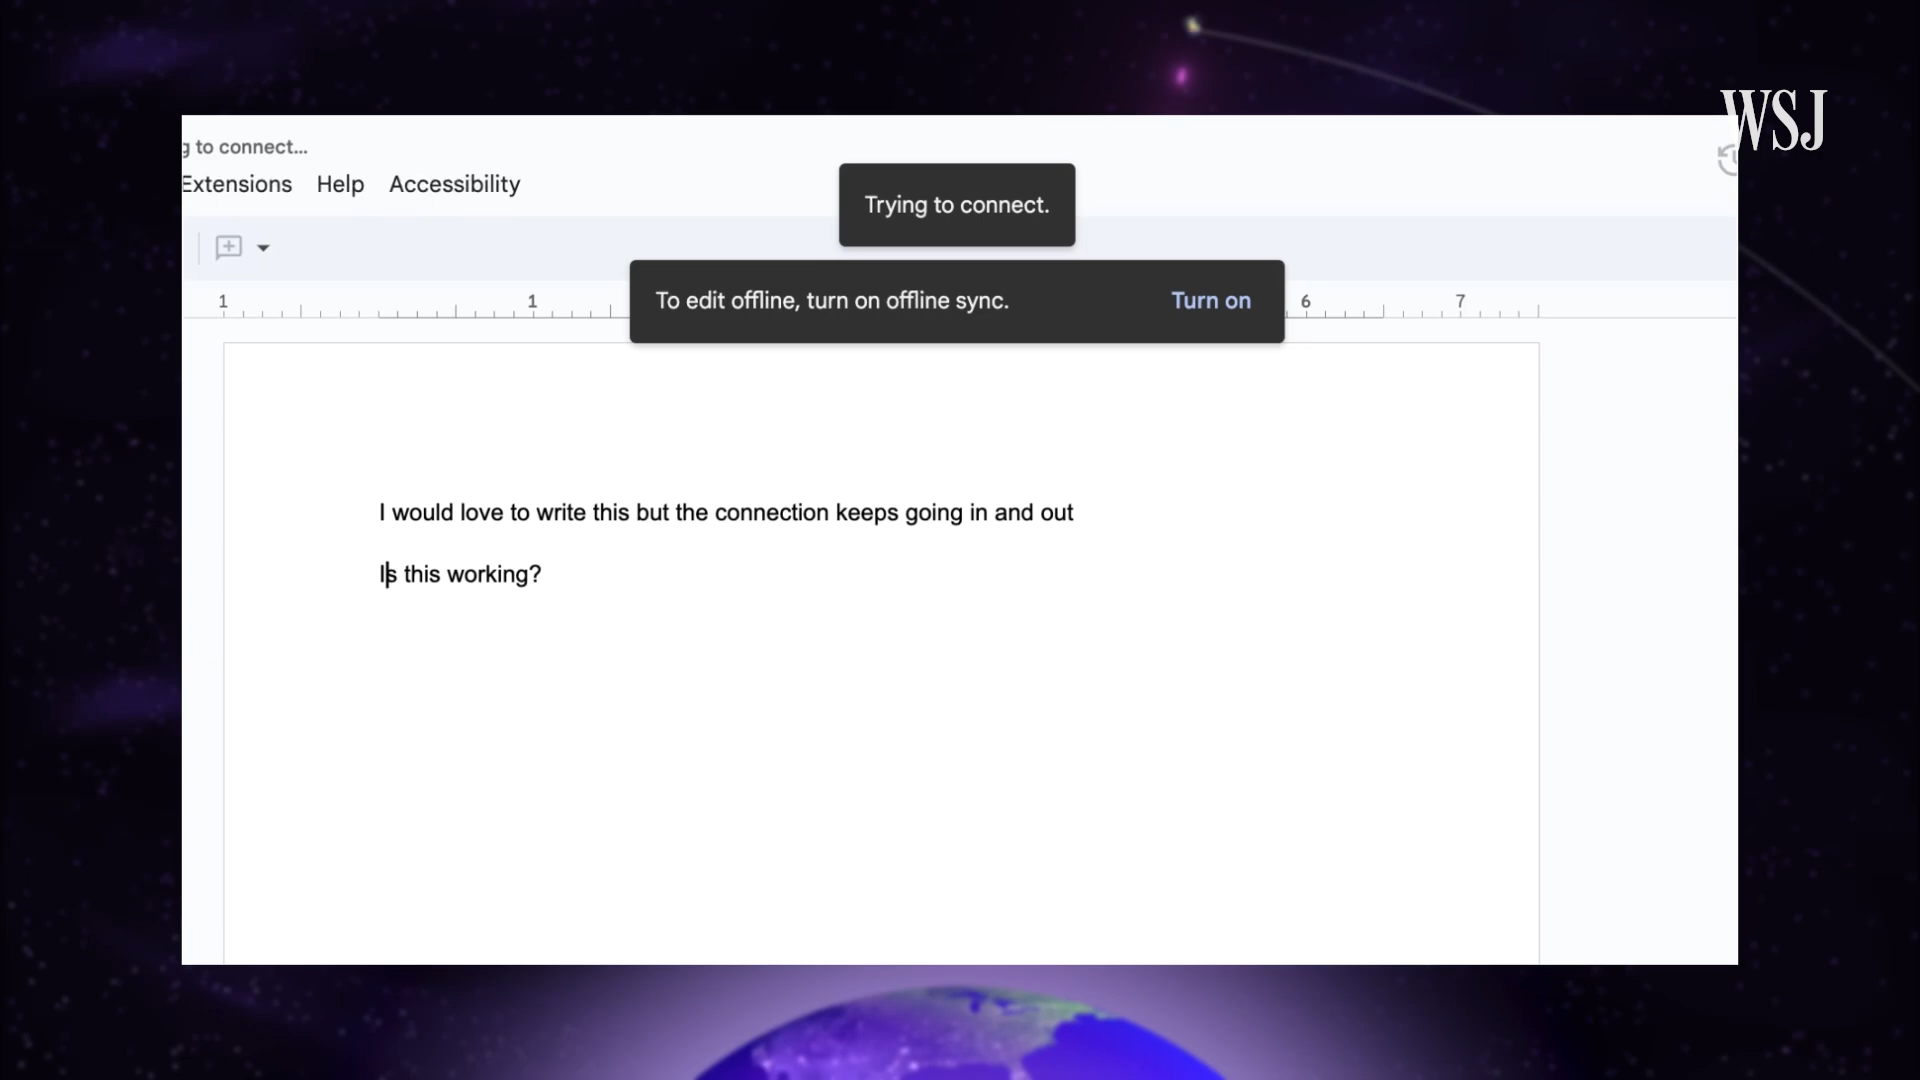 WSJ
g to connect...
Extensions Help Accessibility
Trying to connect.
To edit offline, turn on offline sync. Turn on
1 1 6 7
I would love to write this but the connection keeps going in and out
Is this working?